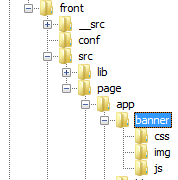 front
__src
conf
src
lib
page
app
banner
css
img
js